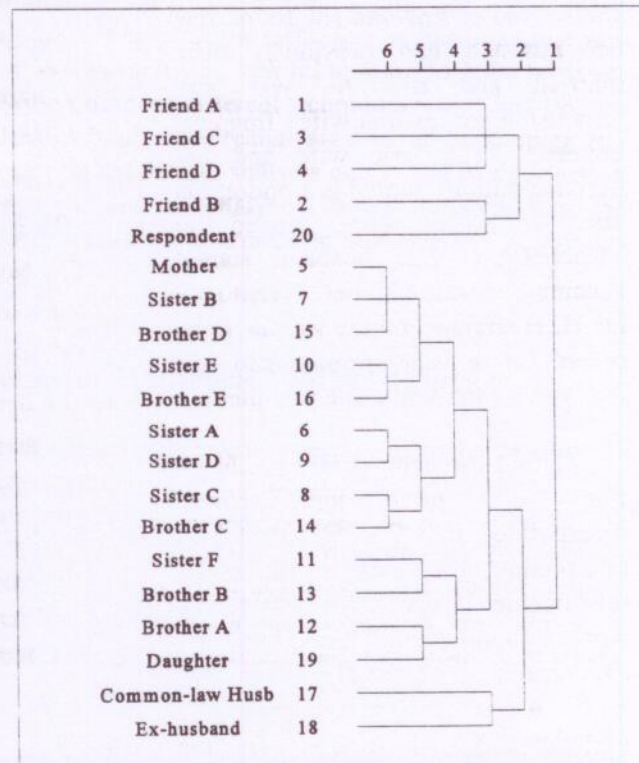 6 5 4 3 2 1
Friend A 1
Friend C 3
Friend D 4
Friend B 2
Respondent 20
Mother 5
Sister B 7
Brother D 15
Sister E 10
Brother E 16
Sister A 6
Sister D 9
Sister C 8
Brother C 14
Sister F 11
Brother B 13
Brother A 12
Daughter 19
Common-law Husb 17
Ex-husband 18